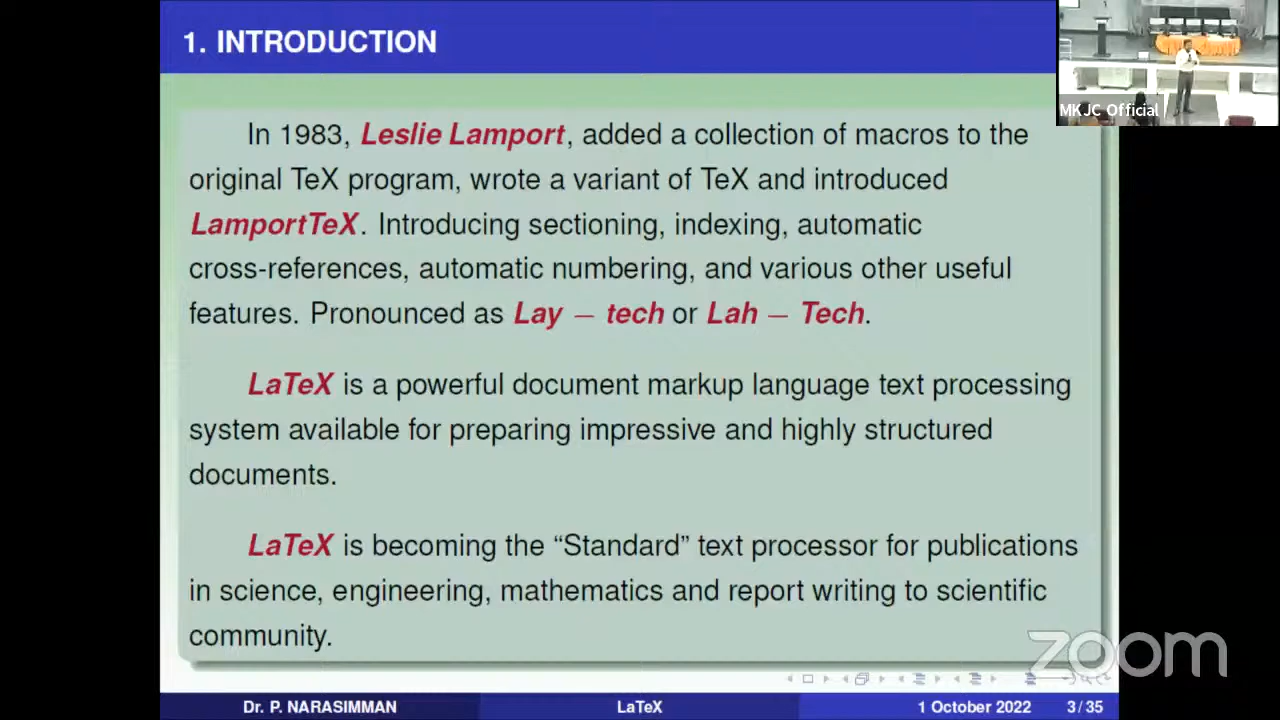 1. INTRODUCTION
MKJC Official
In 1983, Leslie Lamport, added a collection of macros to the
original TeX program, wrote a variant of TeX and introduced
LamportTeX. Introducing sectioning, indexing, automatic
cross-references, automatic numbering, and various other useful
features. Pronounced as Lay – tech or Lah – Tech.
LaTeX is a powerful document markup language text processing
system available for preparing impressive and highly structured
documents.
LaTeX is becoming the “Standard” text processor for publications
in science, engineering, mathematics and report writing to scientific
community.
zoom
Dr. P. NARASIMMAN
LaTeX
1 October 2022
3 / 35